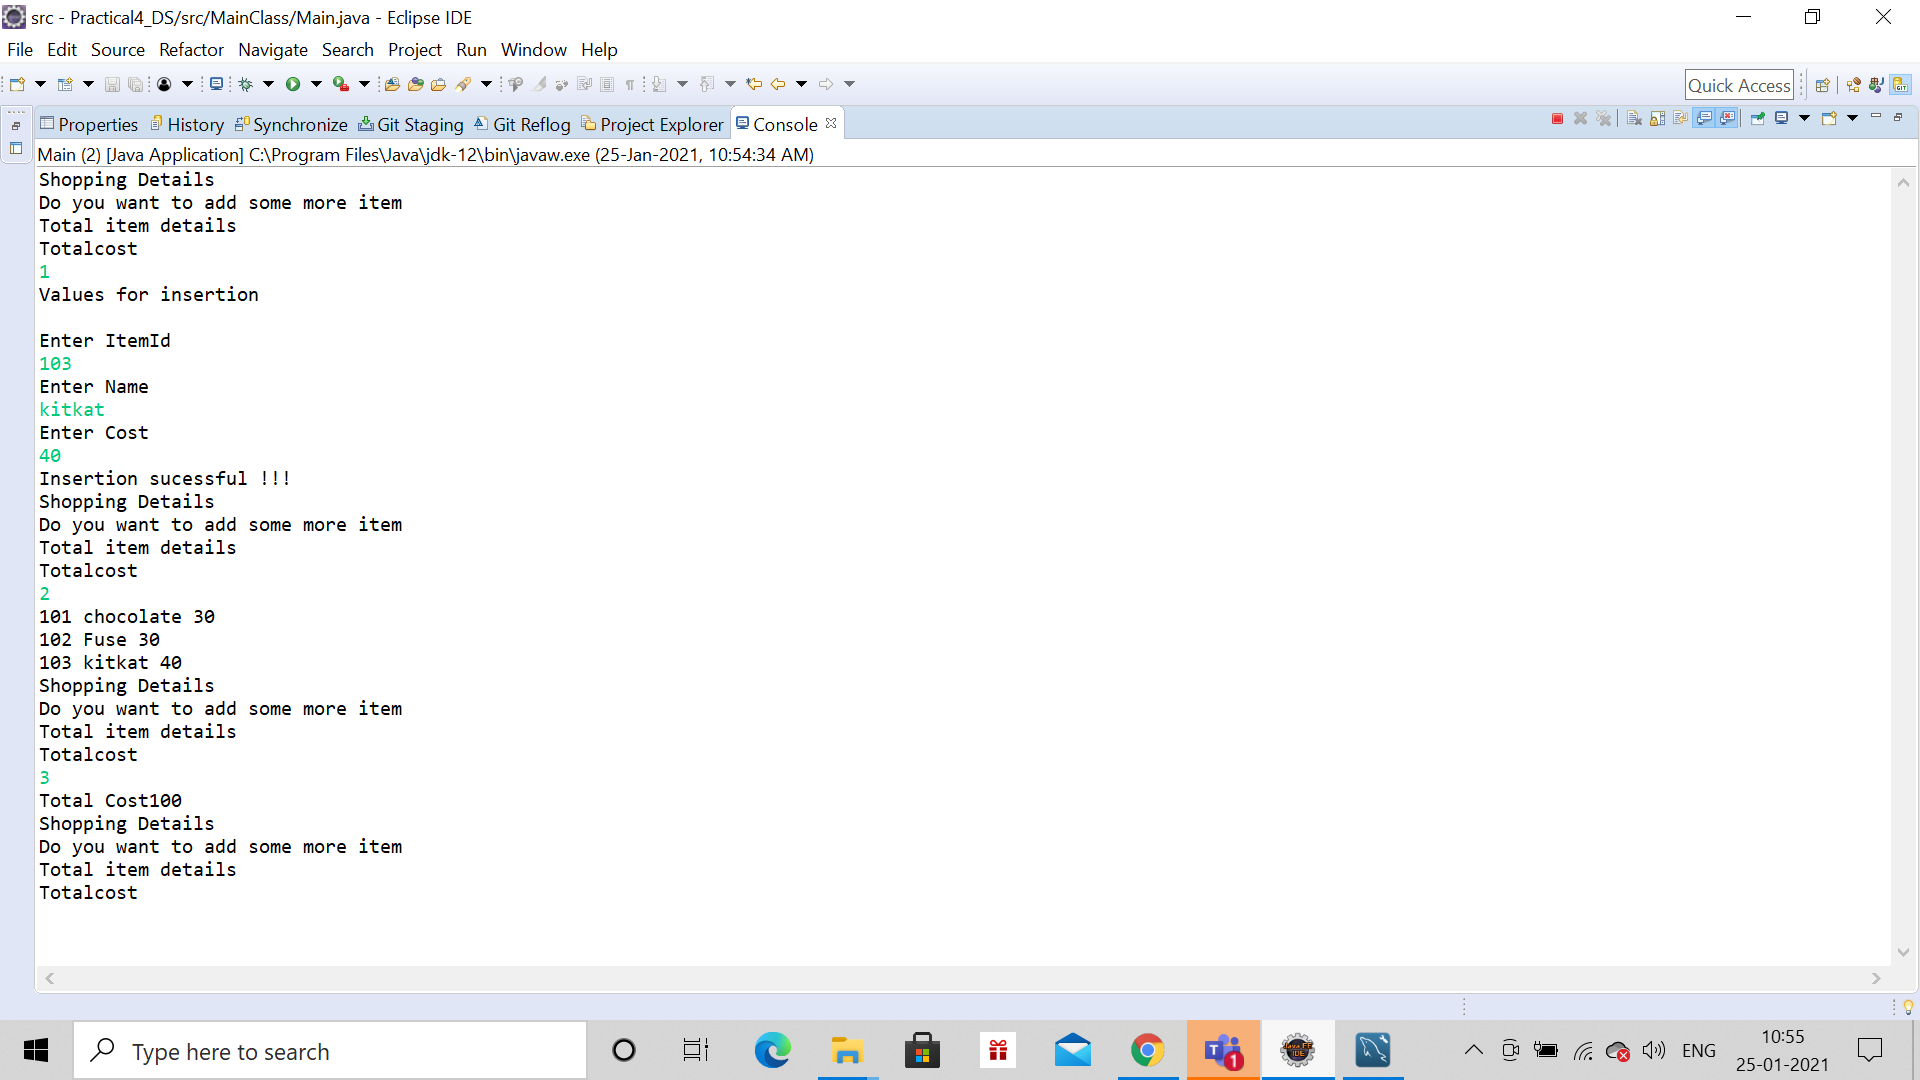 src - Practical4_DS/src/MainClass/Main.java - Eclipse IDE
File Edit Source Refactor Navigate Search Project Run Window Help
Quick Access
Properties History Synchronize Git Staging Git Reflog Project Explorer Console
Main (2) [Java Application] C:\Program Files\Java\jdk-12\bin\javaw.exe (25-Jan-2021, 10:54:34 AM)
Shopping Details
Do you want to add some more item
Total item details
Totalcost
1
Values for insertion
Enter ItemId
103
Enter Name
kitkat
Enter Cost
40
Insertion sucessful !!!
Shopping Details
Do you want to add some more item
Total item details
Totalcost
2
101 chocolate 30
102 Fuse 30
103 kitkat 40
Shopping Details
Do you want to add some more item
Total item details
Totalcost
3
Total Cost100
Shopping Details
Do you want to add some more item
Total item details
Totalcost
Type here to search
T
1
Java EE
IDE
ENG
10:55
25-01-2021